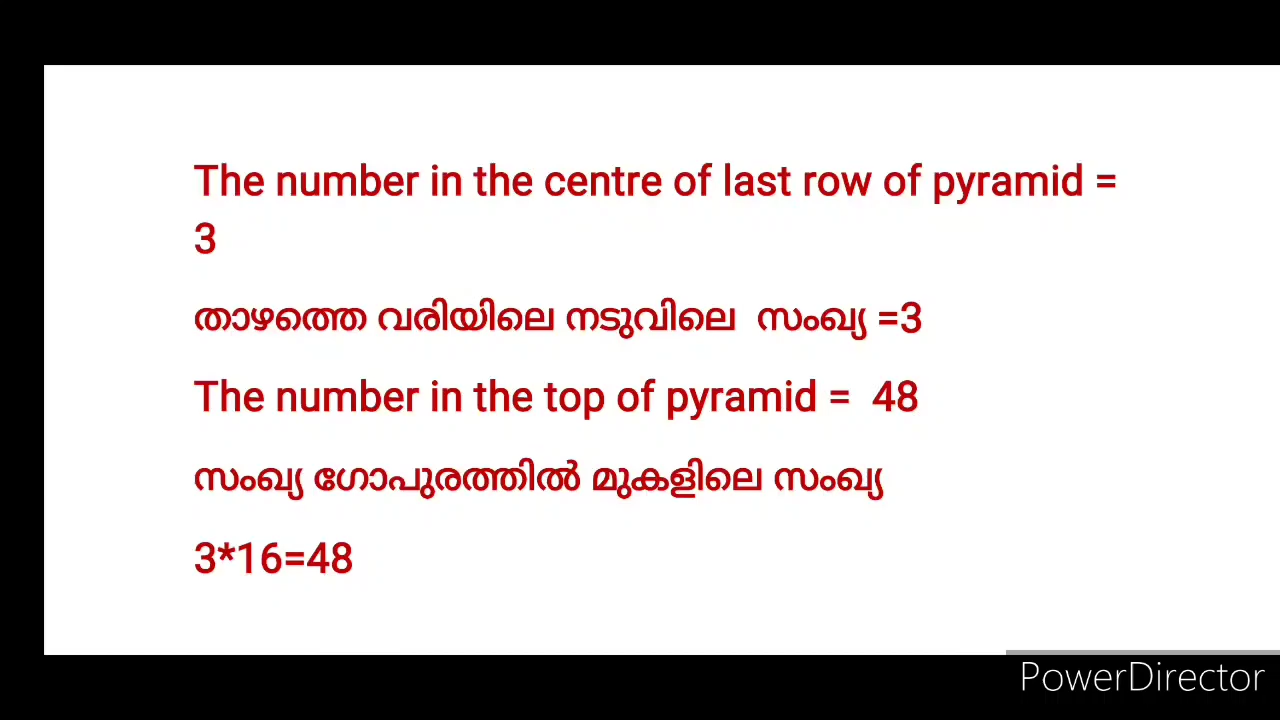 The number in the centre of last row of pyramid =
3
താഴത്തെ വരിയിലെ നടുവിലെ സംഖ്യ =3
The number in the top of pyramid = 48
സംഖ്യ ഗോപുരത്തിൽ മുകളിലെ സംഖ്യ
3*16=48
PowerDirector